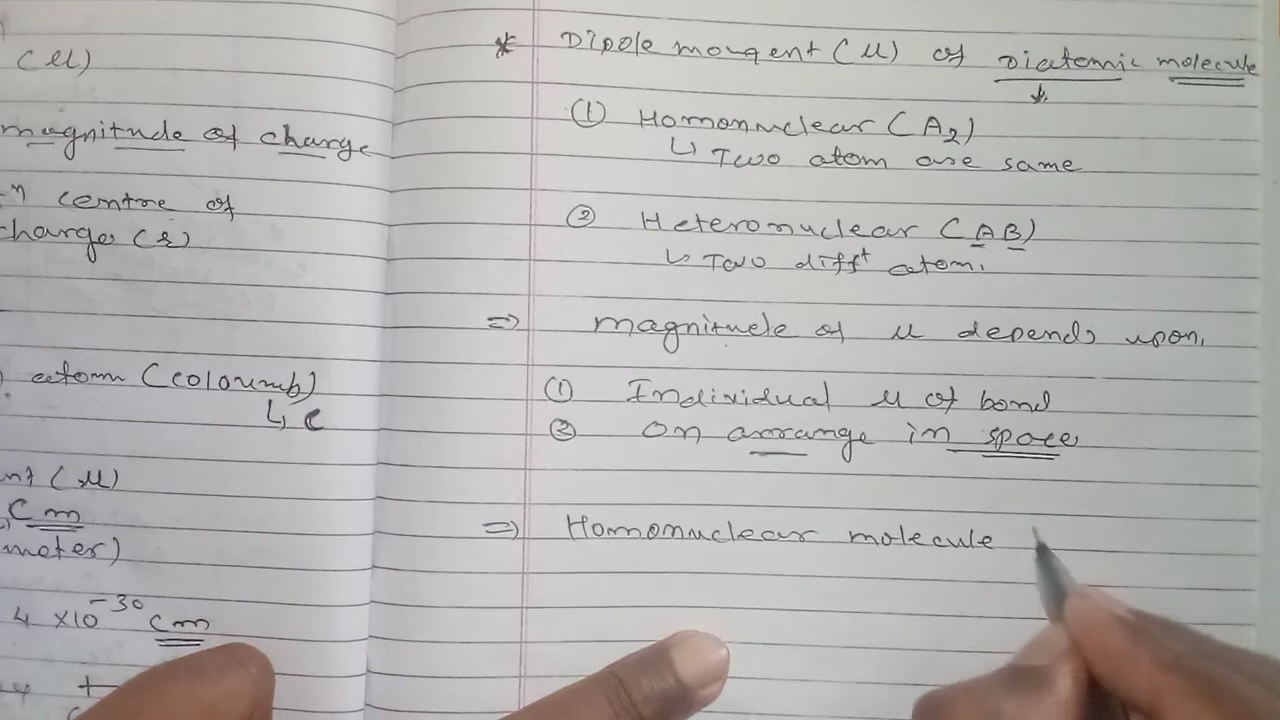 (μ)
magnitude of charge
centre of
charge (r)
atom (coloumb)
↳ C
(μ)
Cm
meter)
4 ×10⁻³⁰ Cm
+
* Dipole moment (μ) of Diatomic molecule
↓
(1) Homonuclear (A₂)
↳ Two atom are same
(2) Heteronuclear (AB)
↳ Two diffᵗ atom.
⇒ magnitude of μ depends upon,
(1) Individual μ of bond
(2) On arrange in space
⇒ Homonuclear molecule